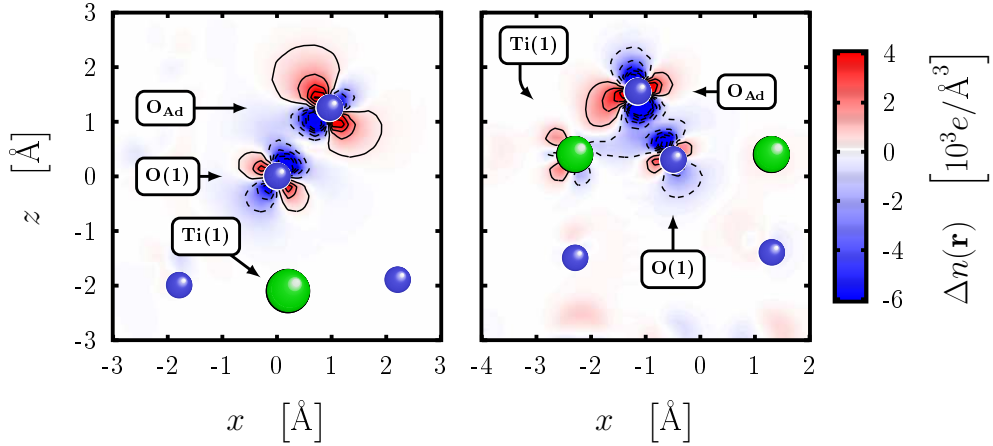 3
2
1
0
-1
-2
-3
z [Å]
O_Ad
O(1)
Ti(1)
-3 -2 -1 0 1 2 3
x [Å]
Ti(1)
O_Ad
O(1)
-4 -3 -2 -1 0 1 2
x [Å]
4
2
0
-2
-4
-6
Δn(r) [10³e/Å³]